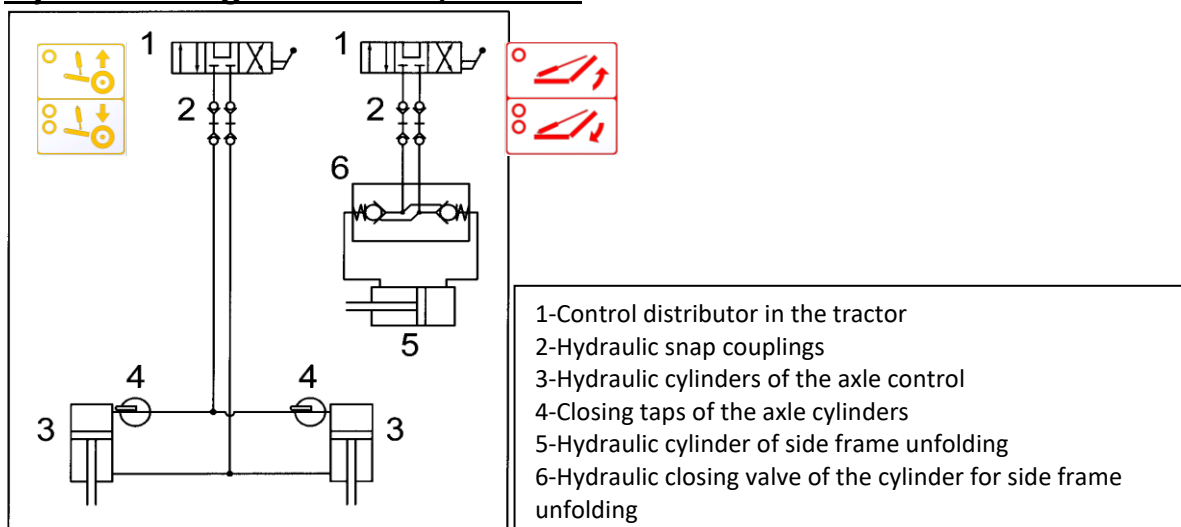 1
1
2
2
6
5
4
4
3
3
1-Control distributor in the tractor
2-Hydraulic snap couplings
3-Hydraulic cylinders of the axle control
4-Closing taps of the axle cylinders
5-Hydraulic cylinder of side frame unfolding
6-Hydraulic closing valve of the cylinder for side frame
unfolding